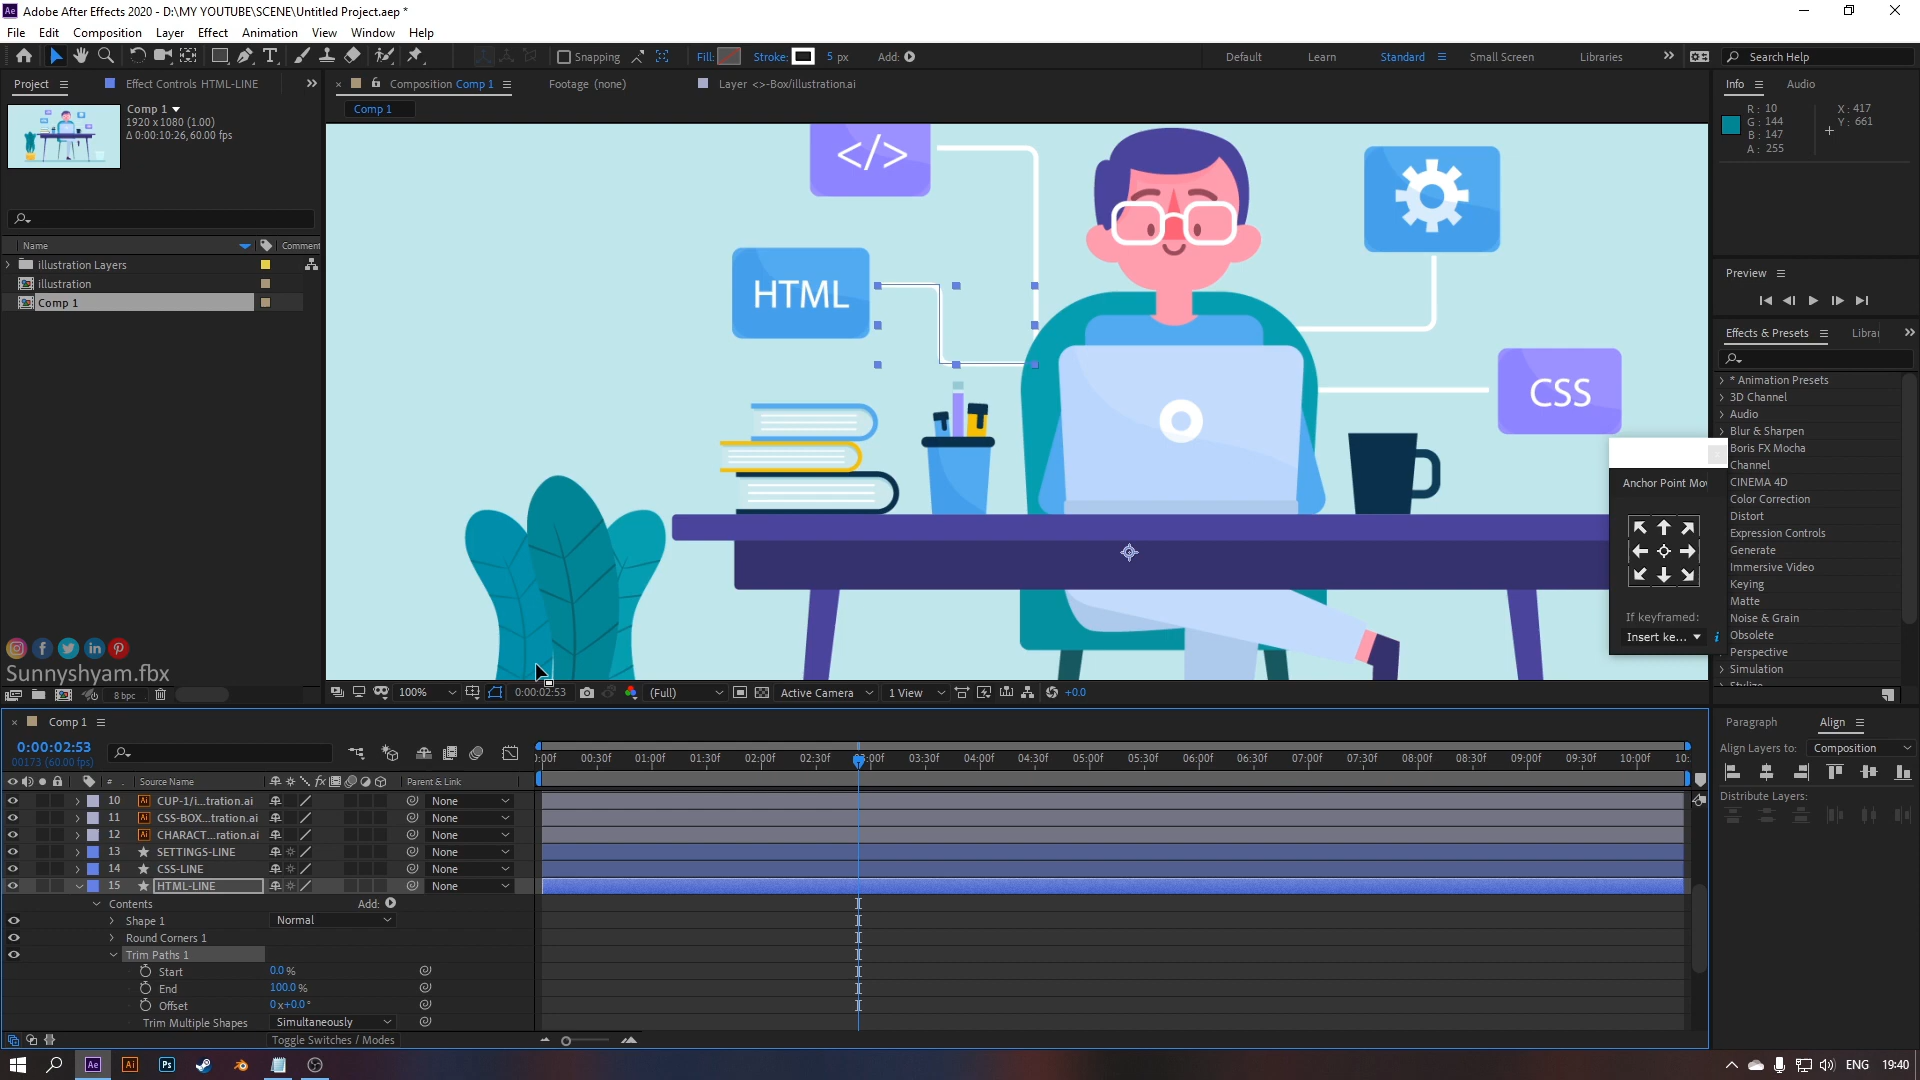 Adobe After Effects 2020 - D:\MY YOUTUBE\SCENE\Untitled Project.aep *
File Edit Composition Layer Effect Animation View Window Help
Snapping Fill: Stroke: 5 px Add: Default Learn Standard Small Screen Libraries Search Help
Project Effect Controls HTML-LINE Composition Comp 1 Footage (none) Layer <>-Box/illustration.ai Info Audio
Comp 1
1920 x 1080 (1.00)
Δ 0:00:10:26, 60.00 fps
Comp 1
R: 10
G: 144
B: 147
A: 255
X: 417
Y: 661
Name Comment
illustration Layers
illustration
Comp 1
</>
HTML
CSS
Preview
Effects & Presets Librar
* Animation Presets
3D Channel
Audio
Blur & Sharpen
Boris FX Mocha
Channel
CINEMA 4D
Color Correction
Distort
Expression Controls
Generate
Immersive Video
Keying
Matte
Noise & Grain
Obsolete
Perspective
Simulation
Stylize
Anchor Point Mov
If keyframed:
Insert ke...
Sunnyshyam.fbx
8 bpc
100% 0:00:02:53 (Full) Active Camera 1 View +0.0
Comp 1
0:00:02:53
00173 (60.00 fps)
Source Name Parent & Link
):00f 00:30f 01:00f 01:30f 02:00f 02:30f 03:30f 04:00f 04:30f 05:00f 05:30f 06:00f 06:30f 07:00f 07:30f 08:00f 08:30f 09:00f 09:30f 10:00f 10:
10 CUP-1/i...tration.ai None
11 CSS-BOX...tration.ai None
12 CHARACT...ration.ai None
13 SETTINGS-LINE None
14 CSS-LINE None
15 HTML-LINE None
Contents Add:
Shape 1 Normal
Round Corners 1
Trim Paths 1
Start 0.0 %
End 100.0 %
Offset 0 x+0.0 °
Trim Multiple Shapes Simultaneously
Toggle Switches / Modes
Paragraph Align
Align Layers to: Composition
Distribute Layers:
Ae Ai Ps ENG 19:40